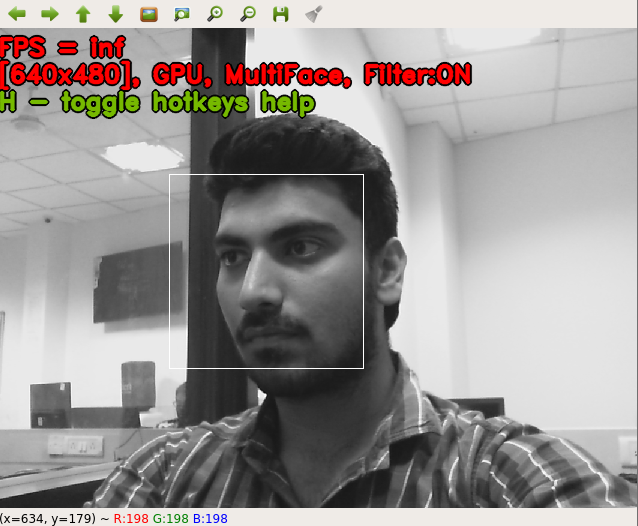 FPS = inf
[640x480], GPU, MultiFace, Filter:ON
H - toggle hotkeys help
(x=634, y=179) ~ R:198 G:198 B:198